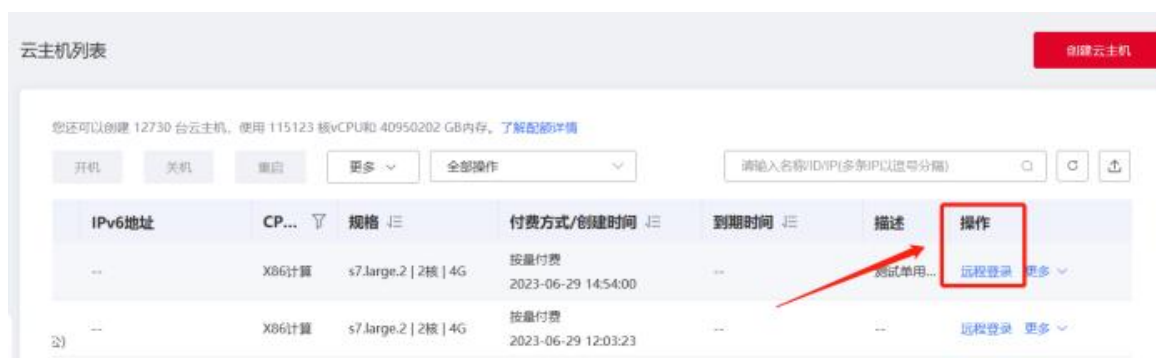 云主机列表
创建云主机
您还可以创建 12730 台云主机，使用 115123 核vCPU和 40950202 GB内存。了解配额详情
开机 关机 重启 更多 全部操作 请输入名称/ID/IP(多条IP以逗号分隔)
IPv6地址 CP... 规格 付费方式/创建时间 到期时间 描述 操作
-- X86计算 s7.large.2 | 2核 | 4G 按量付费 -- 测试单用... 远程登录 更多
2023-06-29 14:54:00
-- X86计算 s7.large.2 | 2核 | 4G 按量付费 -- -- 远程登录 更多
2023-06-29 12:03:23